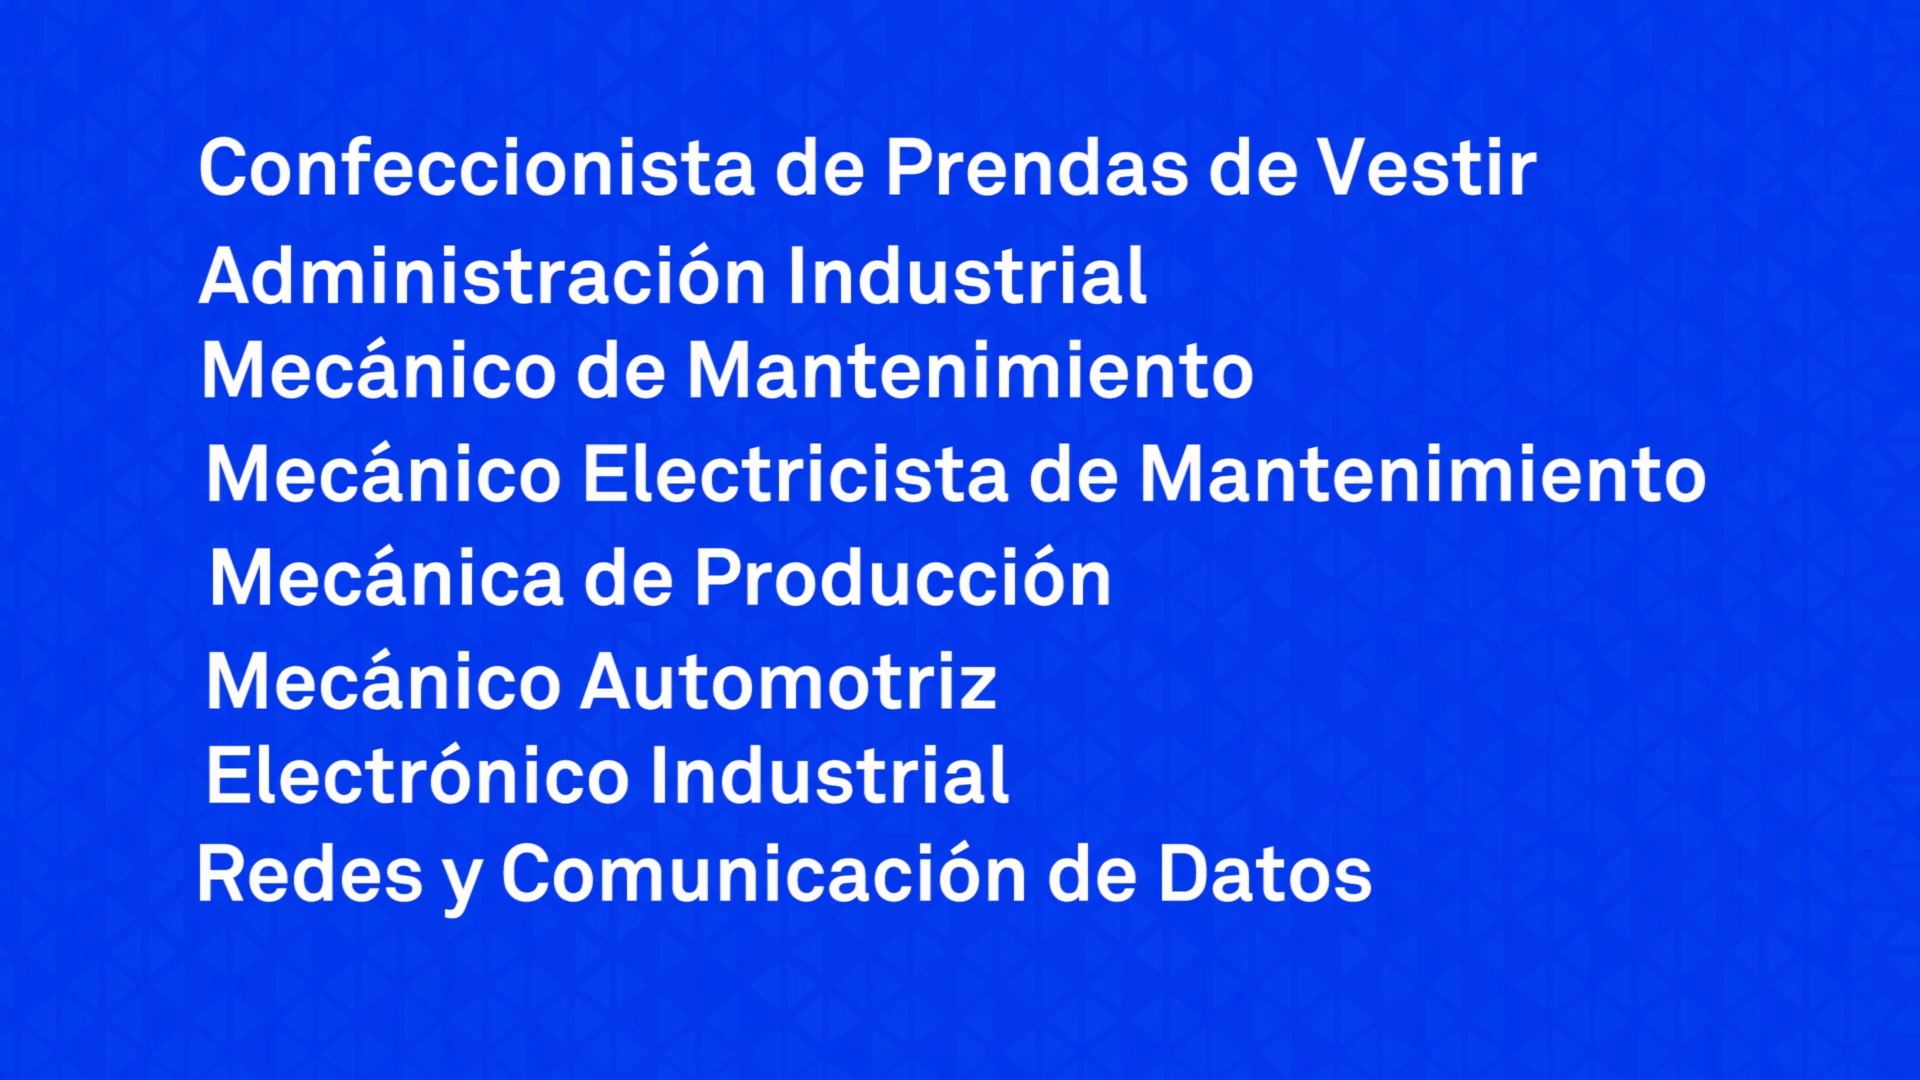 Confeccionista de Prendas de Vestir
Administración Industrial
Mecánico de Mantenimiento
Mecánico Electricista de Mantenimiento
Mecánica de Producción
Mecánico Automotriz
Electrónico Industrial
Redes y Comunicación de Datos